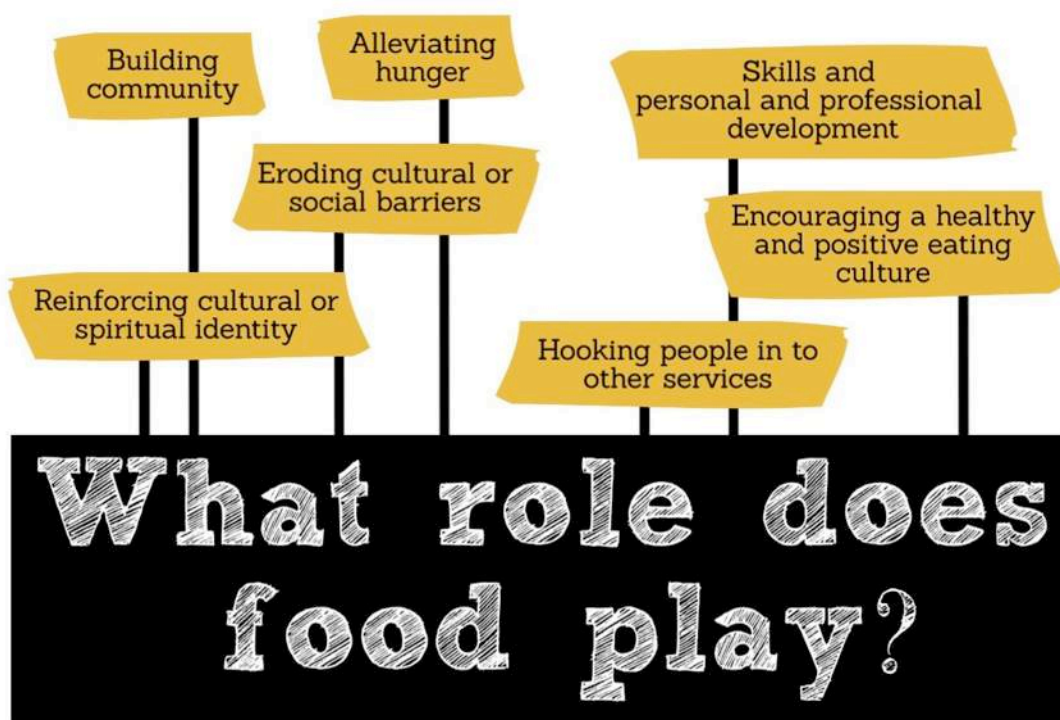 Building
community
Alleviating
hunger
Skills and
personal and professional
development
Eroding cultural or
social barriers
Encouraging a healthy
and positive eating
culture
Reinforcing cultural or
spiritual identity
Hooking people in to
other services
What role does
food play?